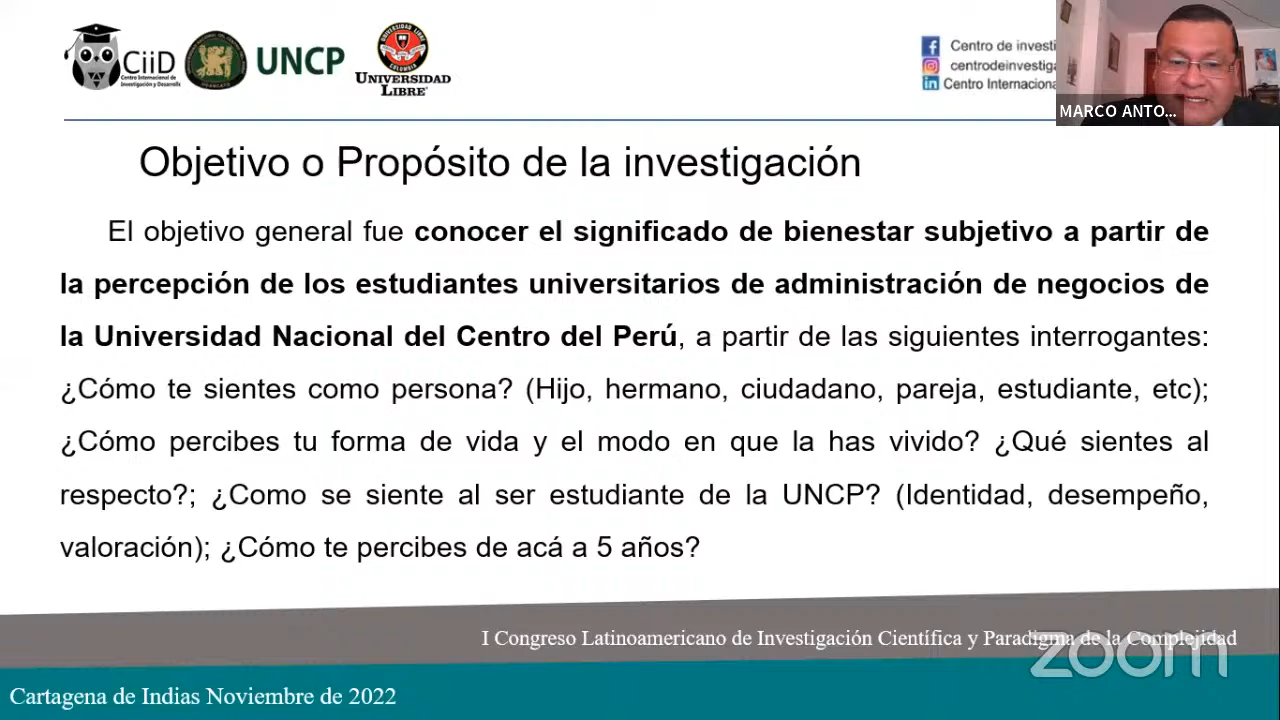 CiiD
Centro Internacional de
Investigación y Desarrollo
UNCP
UNIVERSIDAD LIBRE
COLOMBIA
UNIVERSIDAD
LIBRE
Centro de investi
centrodeinvestiga
Centro Internaciona
MARCO ANTO...
Objetivo o Propósito de la investigación
El objetivo general fue conocer el significado de bienestar subjetivo a partir de
la percepción de los estudiantes universitarios de administración de negocios de
la Universidad Nacional del Centro del Perú, a partir de las siguientes interrogantes:
¿Cómo te sientes como persona? (Hijo, hermano, ciudadano, pareja, estudiante, etc);
¿Cómo percibes tu forma de vida y el modo en que la has vivido? ¿Qué sientes al
respecto?; ¿Como se siente al ser estudiante de la UNCP? (Identidad, desempeño,
valoración); ¿Cómo te percibes de acá a 5 años?
I Congreso Latinoamericano de Investigación Científica y Paradigma de la Complejidad
zoom
Cartagena de Indias Noviembre de 2022